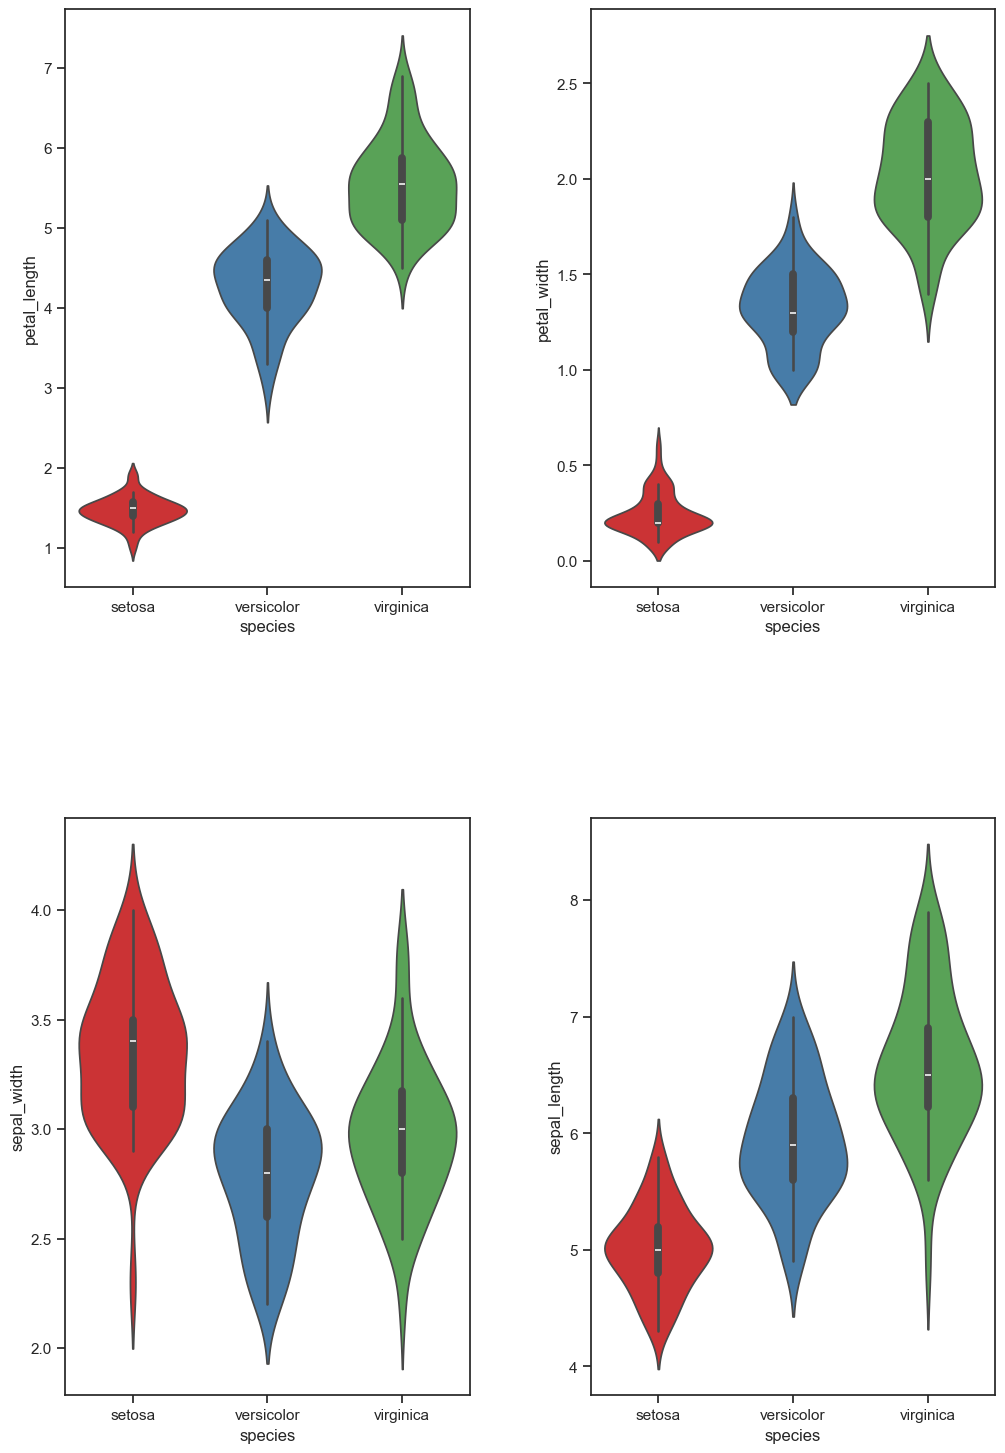 petal_length
7
6
5
4
3
2
1
setosa versicolor virginica
species
petal_width
2.5
2.0
1.5
1.0
0.5
0.0
setosa versicolor virginica
species
sepal_width
4.0
3.5
3.0
2.5
2.0
setosa versicolor virginica
species
sepal_length
8
7
6
5
4
setosa versicolor virginica
species